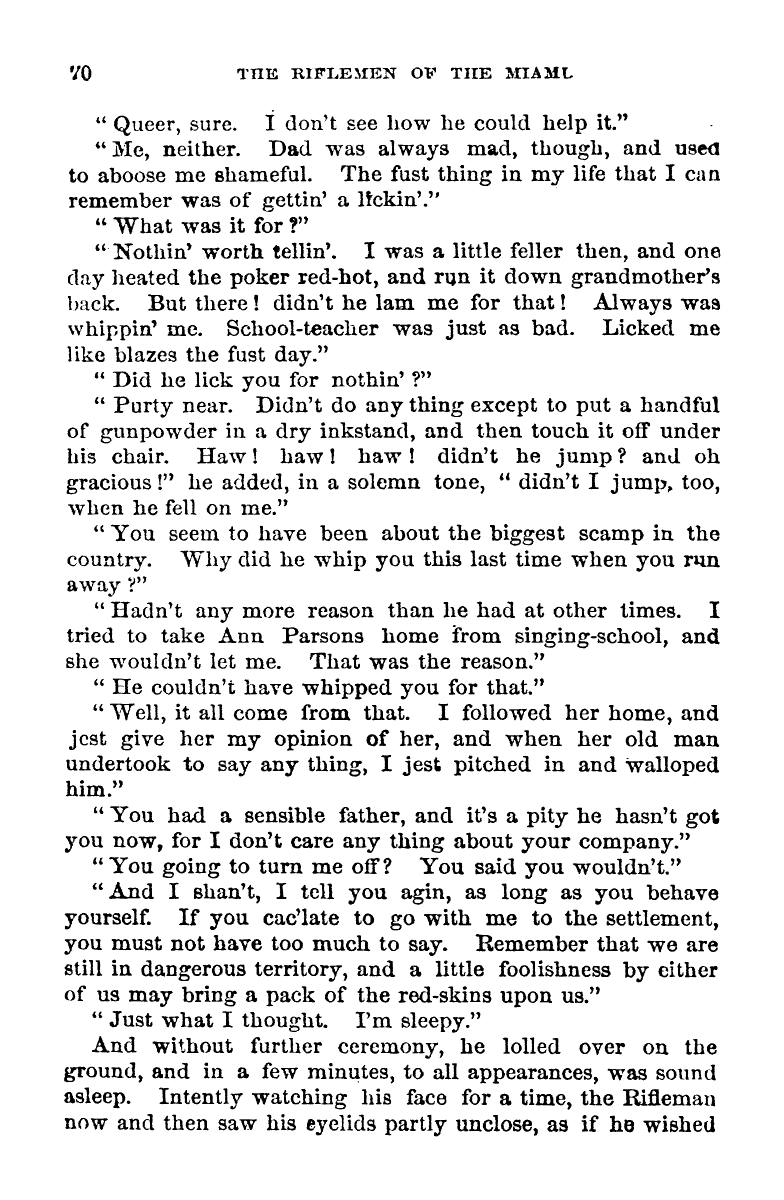 70 THE RIFLEMEN OF THE MIAMI.
“Queer, sure. I don’t see how he could help it.”
“Me, neither. Dad was always mad, though, and used
to aboose me shameful. The fust thing in my life that I can
remember was of gettin’ a lickin’.”
“What was it for?”
“Nothin’ worth tellin’. I was a little feller then, and one
day heated the poker red-hot, and run it down grandmother’s
back. But there! didn’t he lam me for that! Always was
whippin’ me. School-teacher was just as bad. Licked me
like blazes the fust day.”
“Did he lick you for nothin’?”
“Purty near. Didn’t do any thing except to put a handful
of gunpowder in a dry inkstand, and then touch it off under
his chair. Haw! haw! haw! didn’t he jump? and oh
gracious!” he added, in a solemn tone, “didn’t I jump, too,
when he fell on me.”
“You seem to have been about the biggest scamp in the
country. Why did he whip you this last time when you run
away?”
“Hadn’t any more reason than he had at other times. I
tried to take Ann Parsons home from singing-school, and
she wouldn’t let me. That was the reason.”
“He couldn’t have whipped you for that.”
“Well, it all come from that. I followed her home, and
jest give her my opinion of her, and when her old man
undertook to say any thing, I jest pitched in and walloped
him.”
“You had a sensible father, and it’s a pity he hasn’t got
you now, for I don’t care any thing about your company.”
“You going to turn me off? You said you wouldn’t.”
“And I shan’t, I tell you agin, as long as you behave
yourself. If you cac’late to go with me to the settlement,
you must not have too much to say. Remember that we are
still in dangerous territory, and a little foolishness by either
of us may bring a pack of the red-skins upon us.”
“Just what I thought. I’m sleepy.”
And without further ceremony, he lolled over on the
ground, and in a few minutes, to all appearances, was sound
asleep. Intently watching his face for a time, the Rifleman
now and then saw his eyelids partly unclose, as if he wished